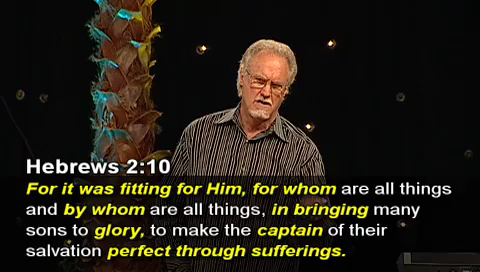 Hebrews 2:10
For it was fitting for Him, for whom are all things
and by whom are all things, in bringing many
sons to glory, to make the captain of their
salvation perfect through sufferings.